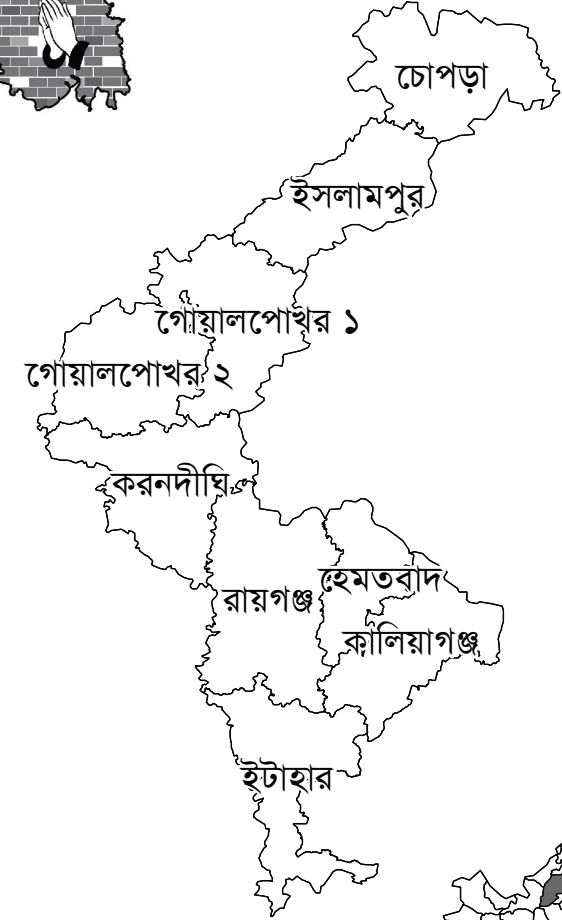 চোপড়া
ইসলামপুর
গোয়ালপোখর ১
গোয়ালপোখর ২
করনদীঘি
হেমতবাদ
রায়গঞ্জ
কালিয়াগঞ্জ
ইটাহার